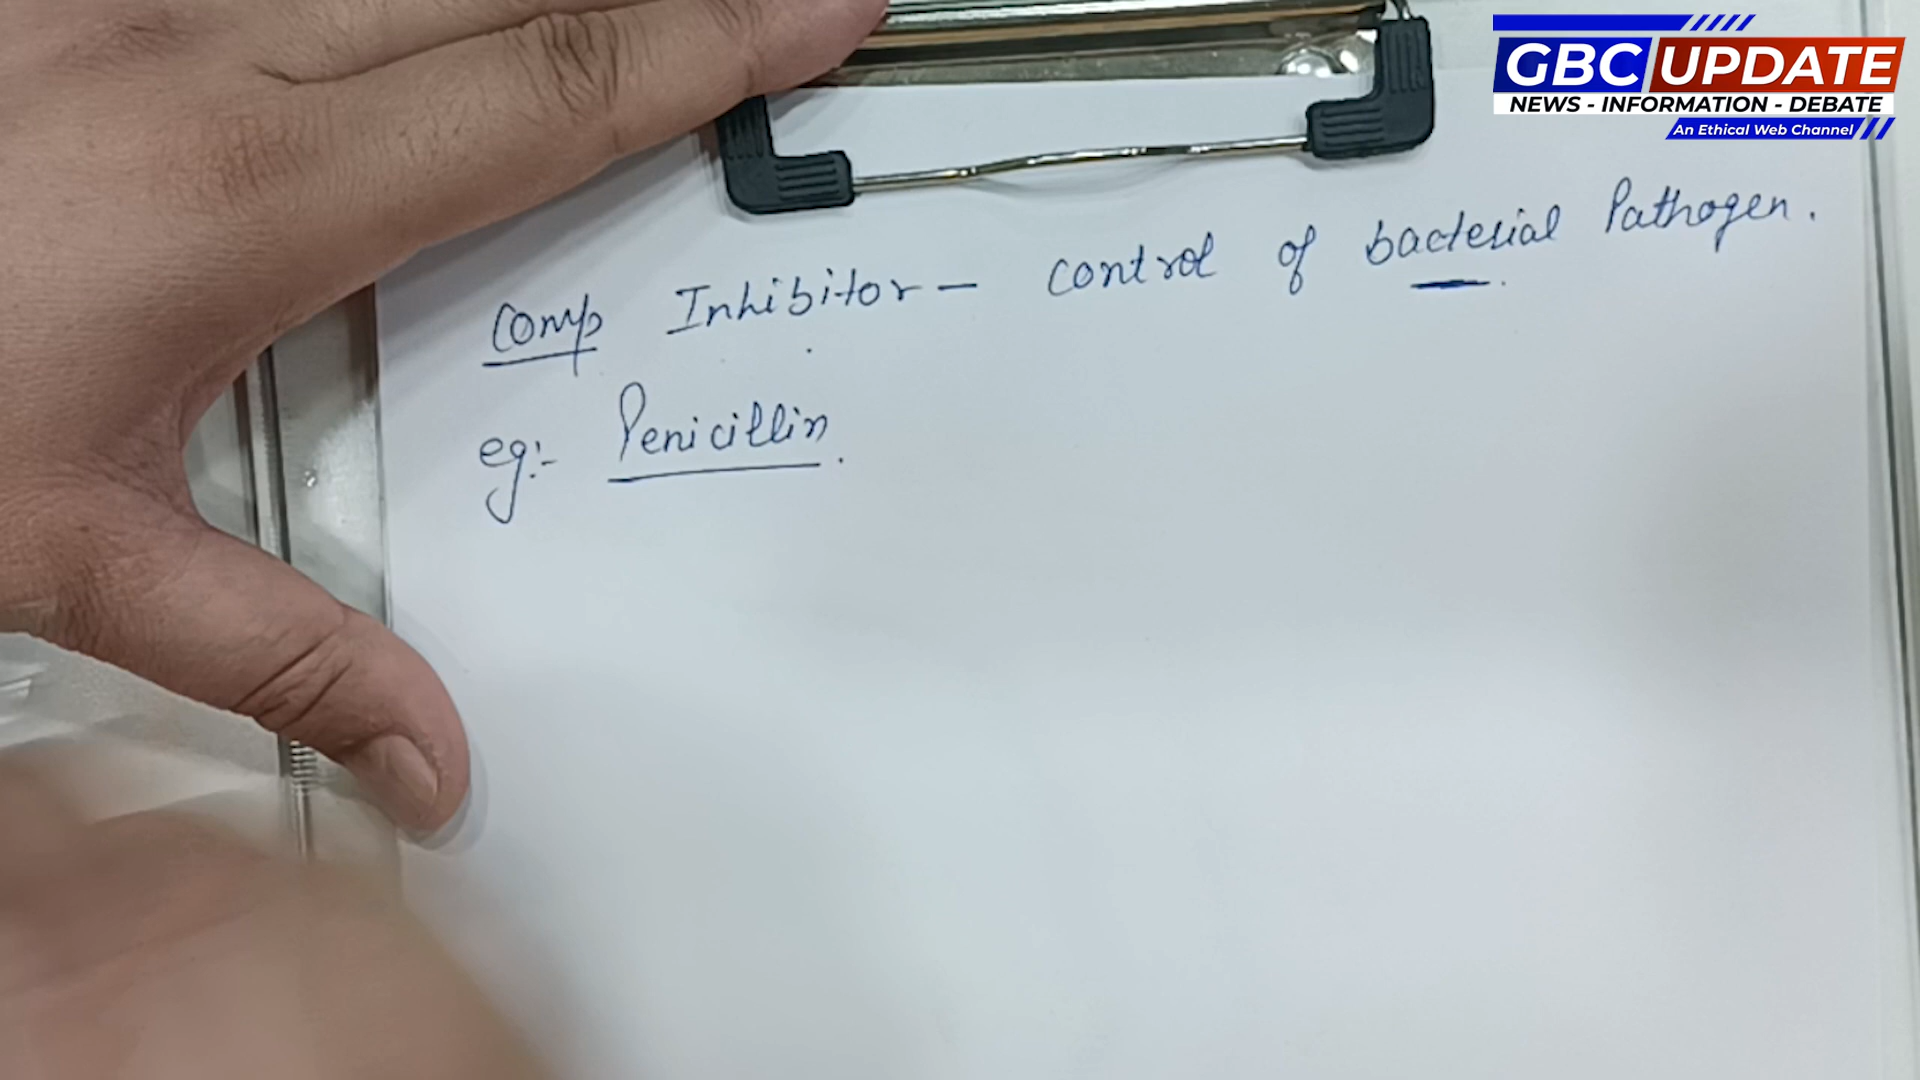 GBC UPDATE
NEWS - INFORMATION - DEBATE
An Ethical Web Channel
Comp Inhibitor - control of bacterial Pathogen.
eg:- Penicillin.